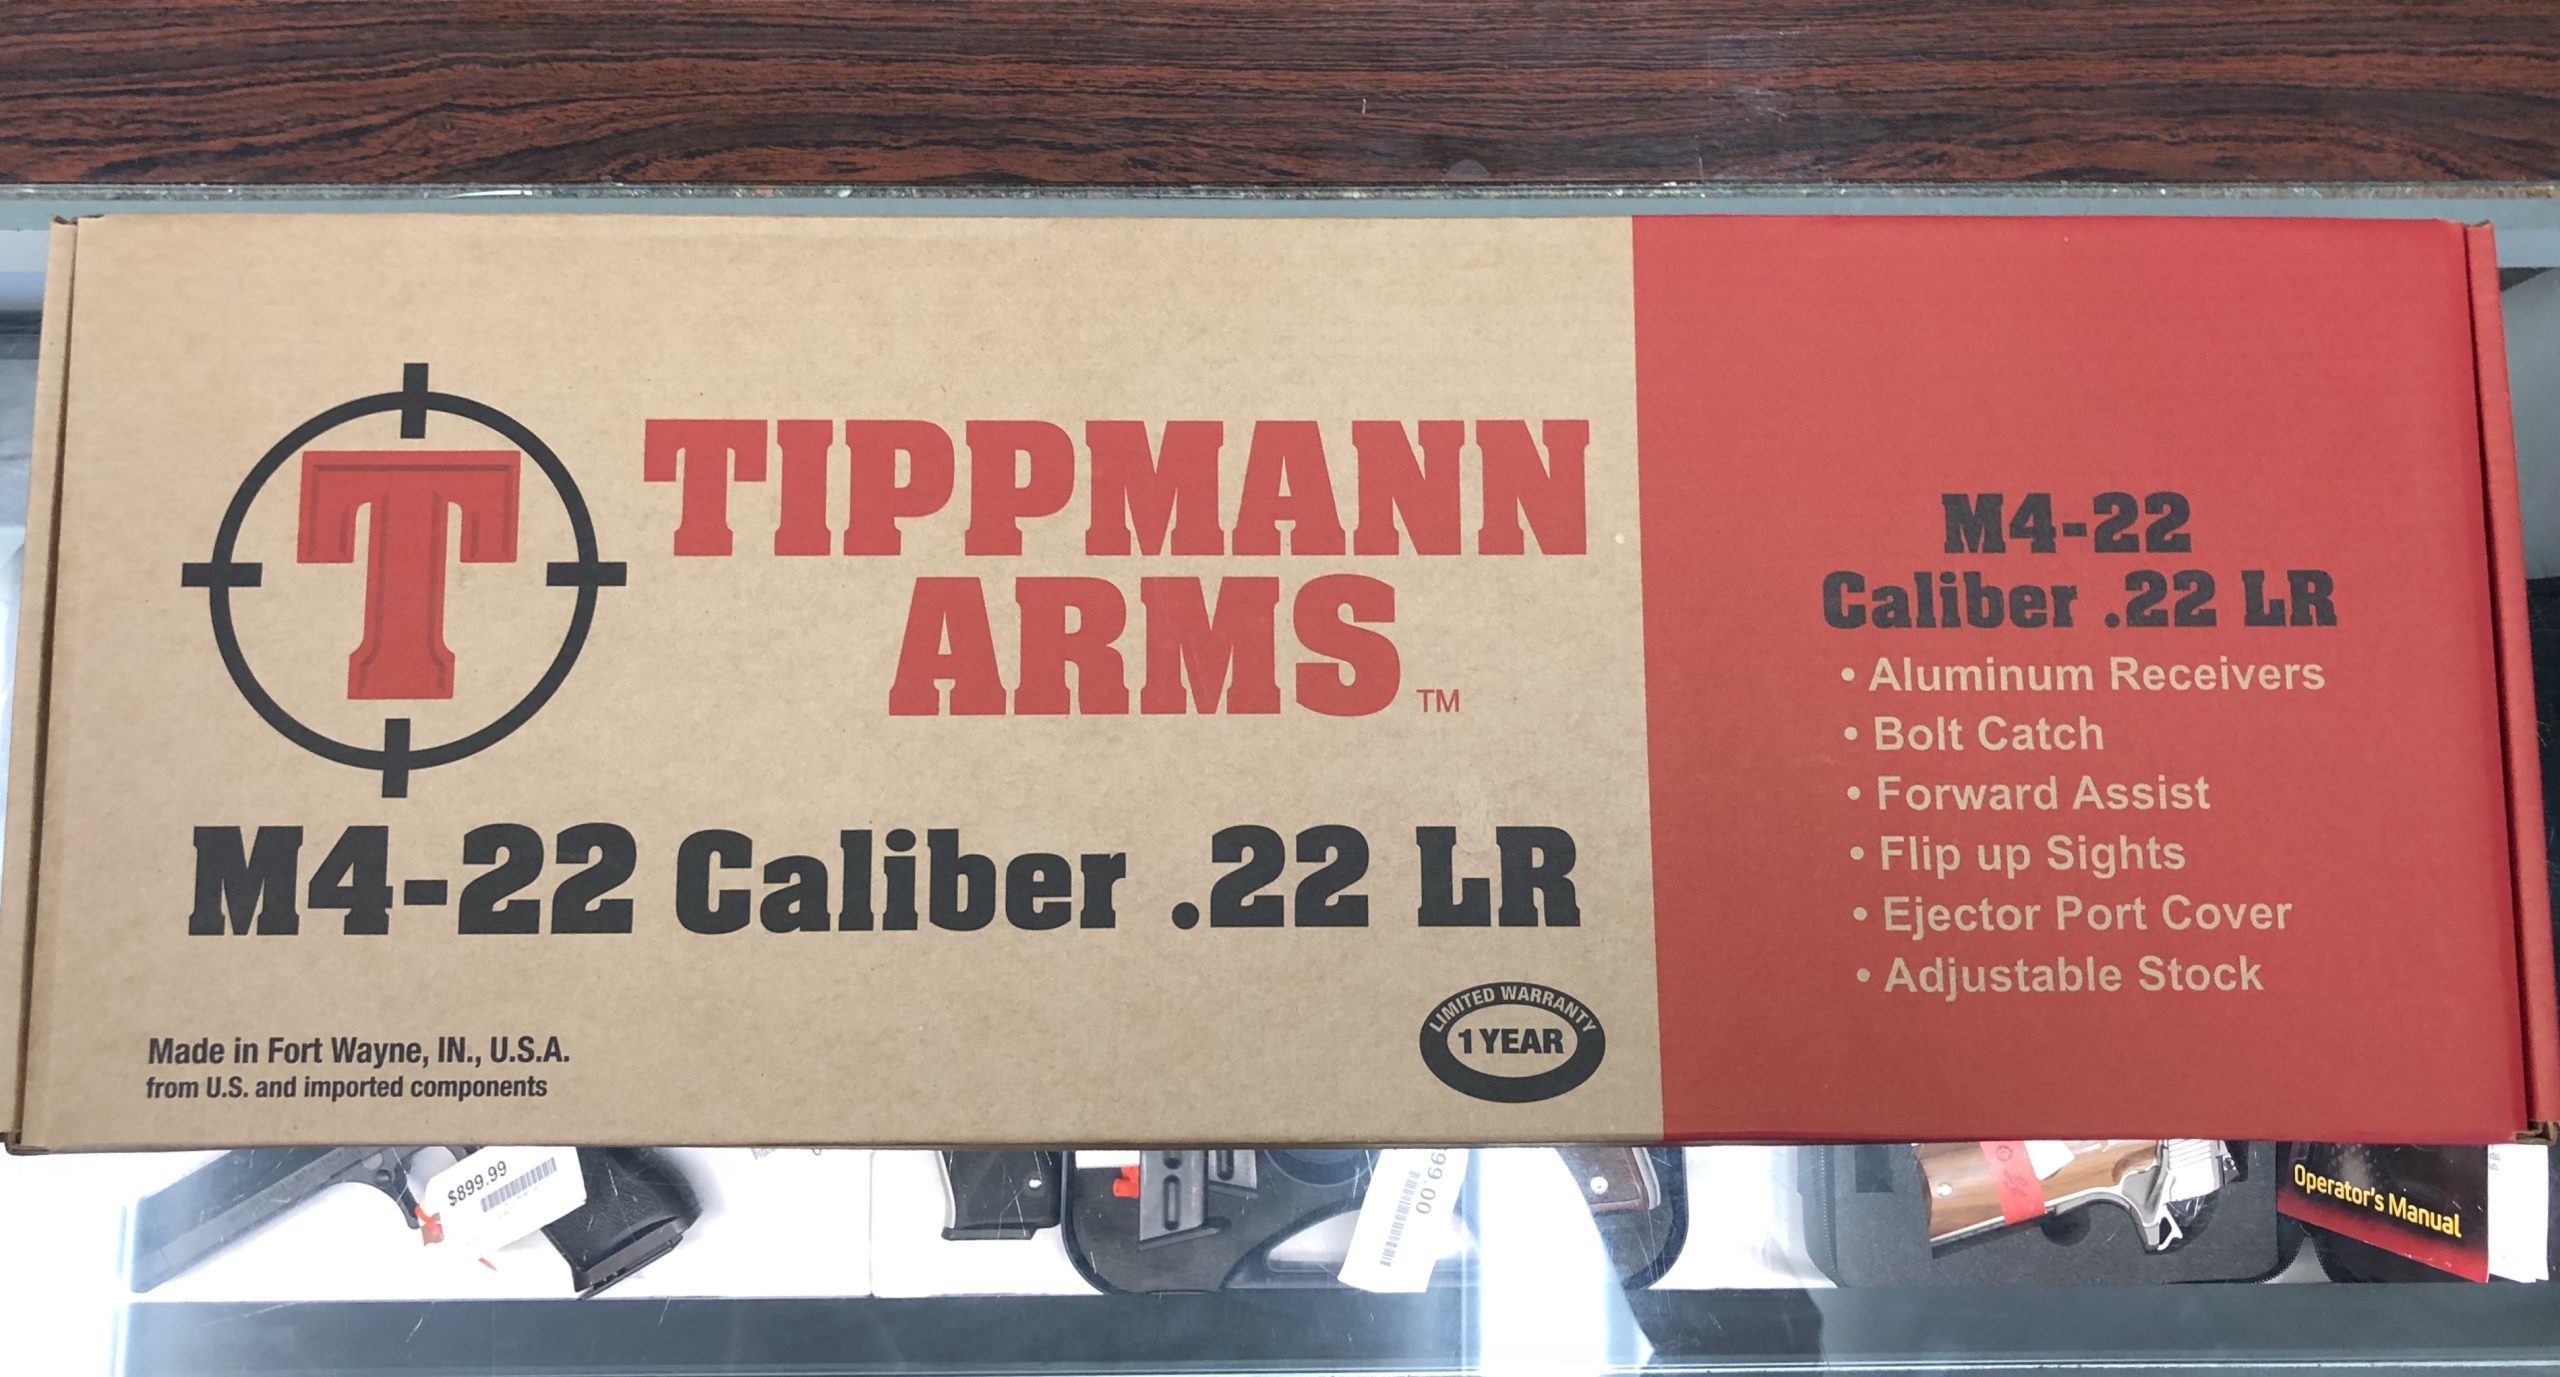 T
TIPPMANN
ARMS™
M4-22 Caliber .22 LR
Made in Fort Wayne, IN., U.S.A.
from U.S. and imported components
LIMITED WARRANTY
1 YEAR
M4-22
Caliber .22 LR
• Aluminum Receivers
• Bolt Catch
• Forward Assist
• Flip up Sights
• Ejector Port Cover
• Adjustable Stock
$899.99
Operator's Manual